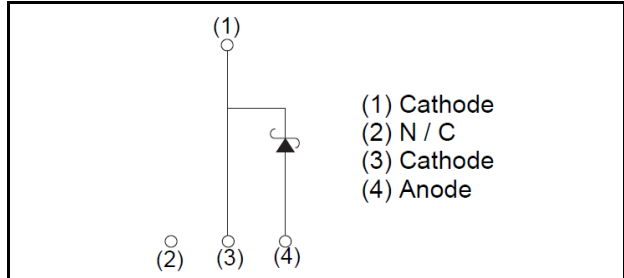 (1)
(1) Cathode
(2) N / C
(3) Cathode
(4) Anode
(2) (3) (4)